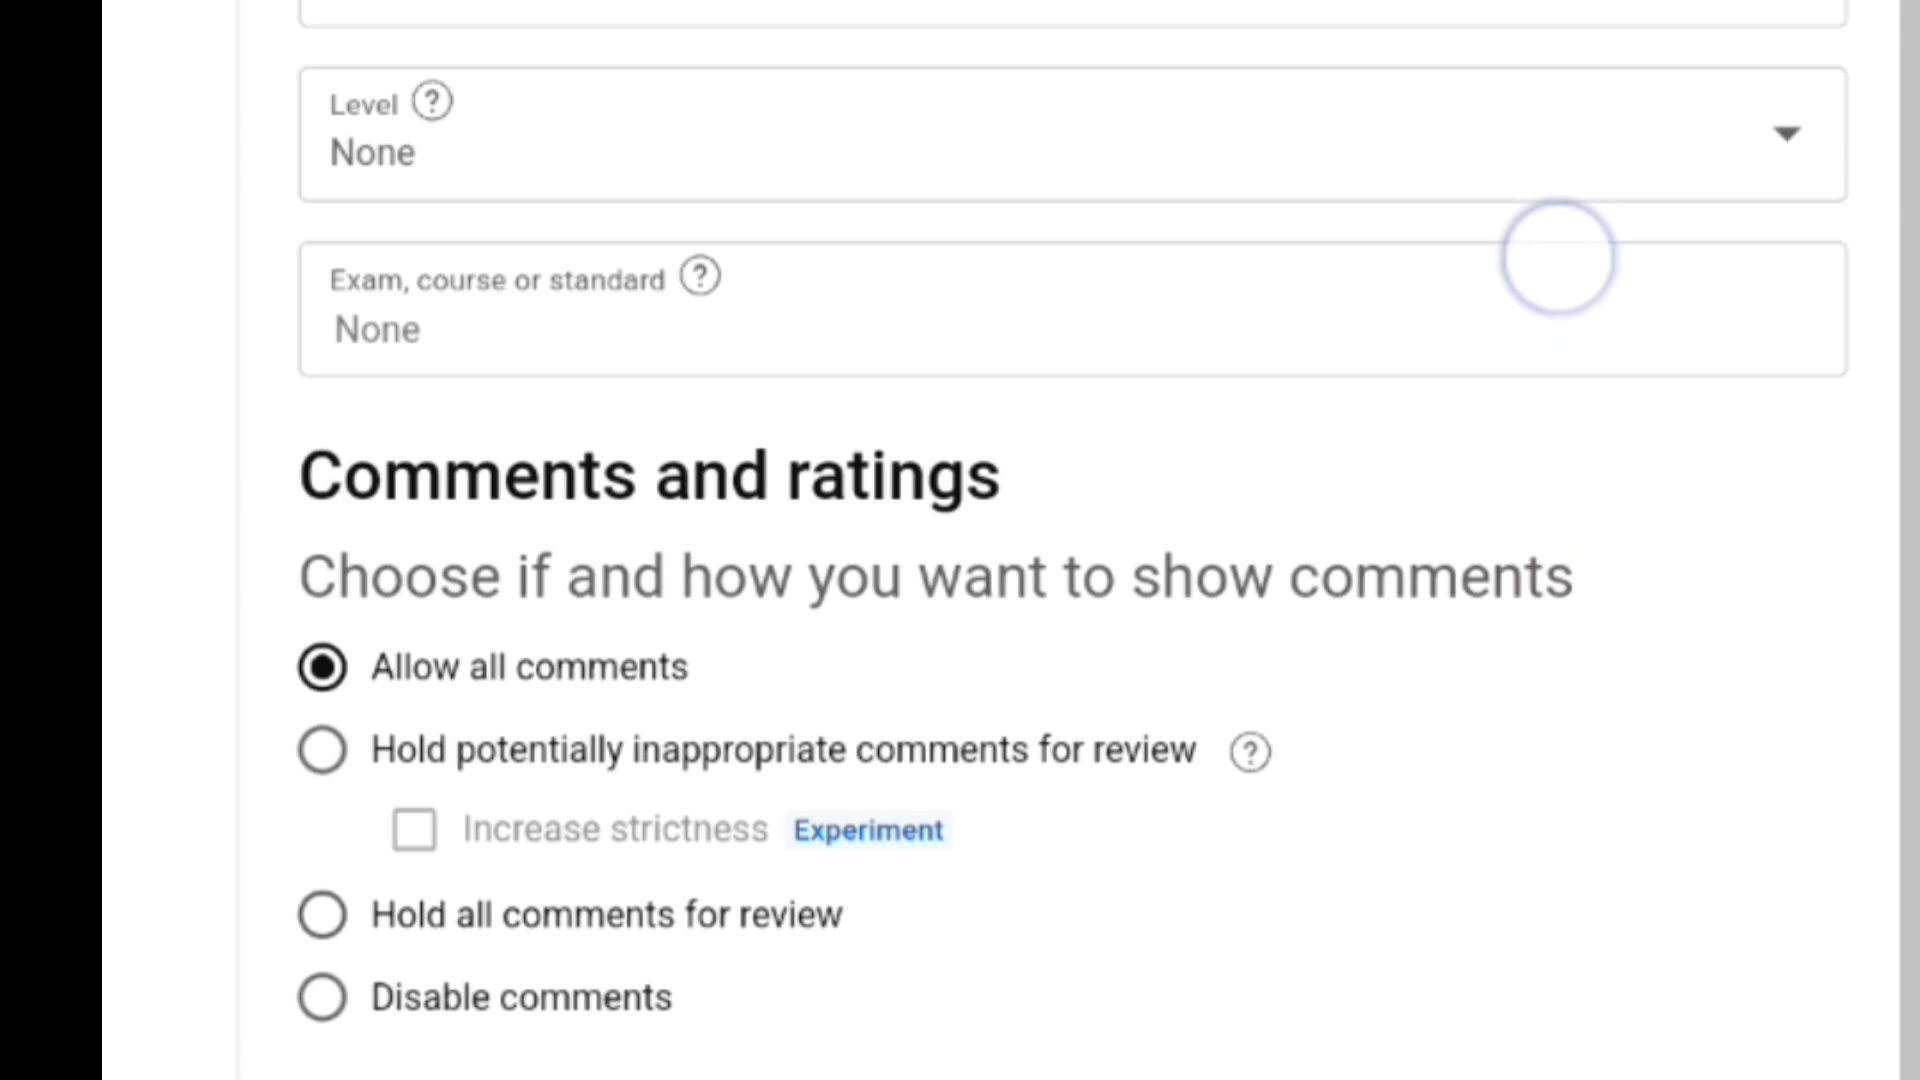 Level ?
None
Exam, course or standard ?
None
Comments and ratings
Choose if and how you want to show comments
Allow all comments
Hold potentially inappropriate comments for review ?
Increase strictness Experiment
Hold all comments for review
Disable comments